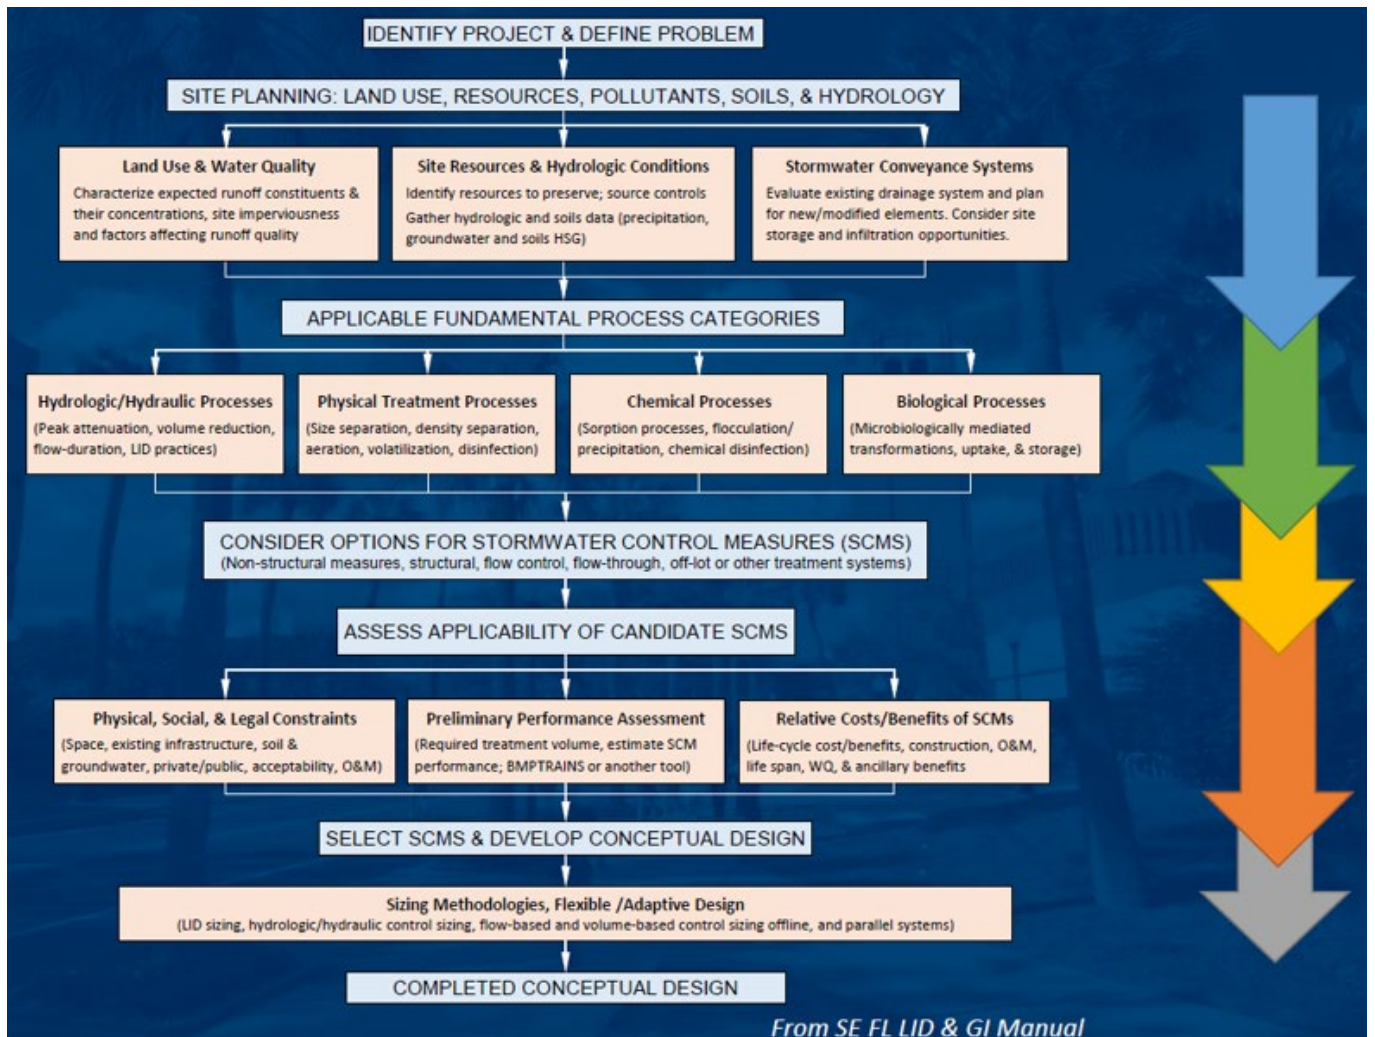 IDENTIFY PROJECT & DEFINE PROBLEM
SITE PLANNING: LAND USE, RESOURCES, POLLUTANTS, SOILS, & HYDROLOGY
Land Use & Water Quality
Characterize expected runoff constituents &
their concentrations, site imperviousness
and factors affecting runoff quality
Site Resources & Hydrologic Conditions
Identify resources to preserve; source controls
Gather hydrologic and soils data (precipitation,
groundwater and soils HSG)
Stormwater Conveyance Systems
Evaluate existing drainage system and plan
for new/modified elements. Consider site
storage and infiltration opportunities.
APPLICABLE FUNDAMENTAL PROCESS CATEGORIES
Hydrologic/Hydraulic Processes
(Peak attenuation, volume reduction,
flow-duration, LID practices)
Physical Treatment Processes
(Size separation, density separation,
aeration, volatilization, disinfection)
Chemical Processes
(Sorption processes, flocculation/
precipitation, chemical disinfection)
Biological Processes
(Microbiologically mediated
transformations, uptake, & storage)
CONSIDER OPTIONS FOR STORMWATER CONTROL MEASURES (SCMS)
(Non-structural measures, structural, flow control, flow-through, off-lot or other treatment systems)
ASSESS APPLICABILITY OF CANDIDATE SCMS
Physical, Social, & Legal Constraints
(Space, existing infrastructure, soil &
groundwater, private/public, acceptability, O&M)
Preliminary Performance Assessment
(Required treatment volume, estimate SCM
performance; BMPTRAINS or another tool)
Relative Costs/Benefits of SCMs
(Life-cycle cost/benefits, construction, O&M,
life span, WQ, & ancillary benefits
SELECT SCMS & DEVELOP CONCEPTUAL DESIGN
Sizing Methodologies, Flexible /Adaptive Design
(LID sizing, hydrologic/hydraulic control sizing, flow-based and volume-based control sizing offline, and parallel systems)
COMPLETED CONCEPTUAL DESIGN
From SE FL LID & GI Manual